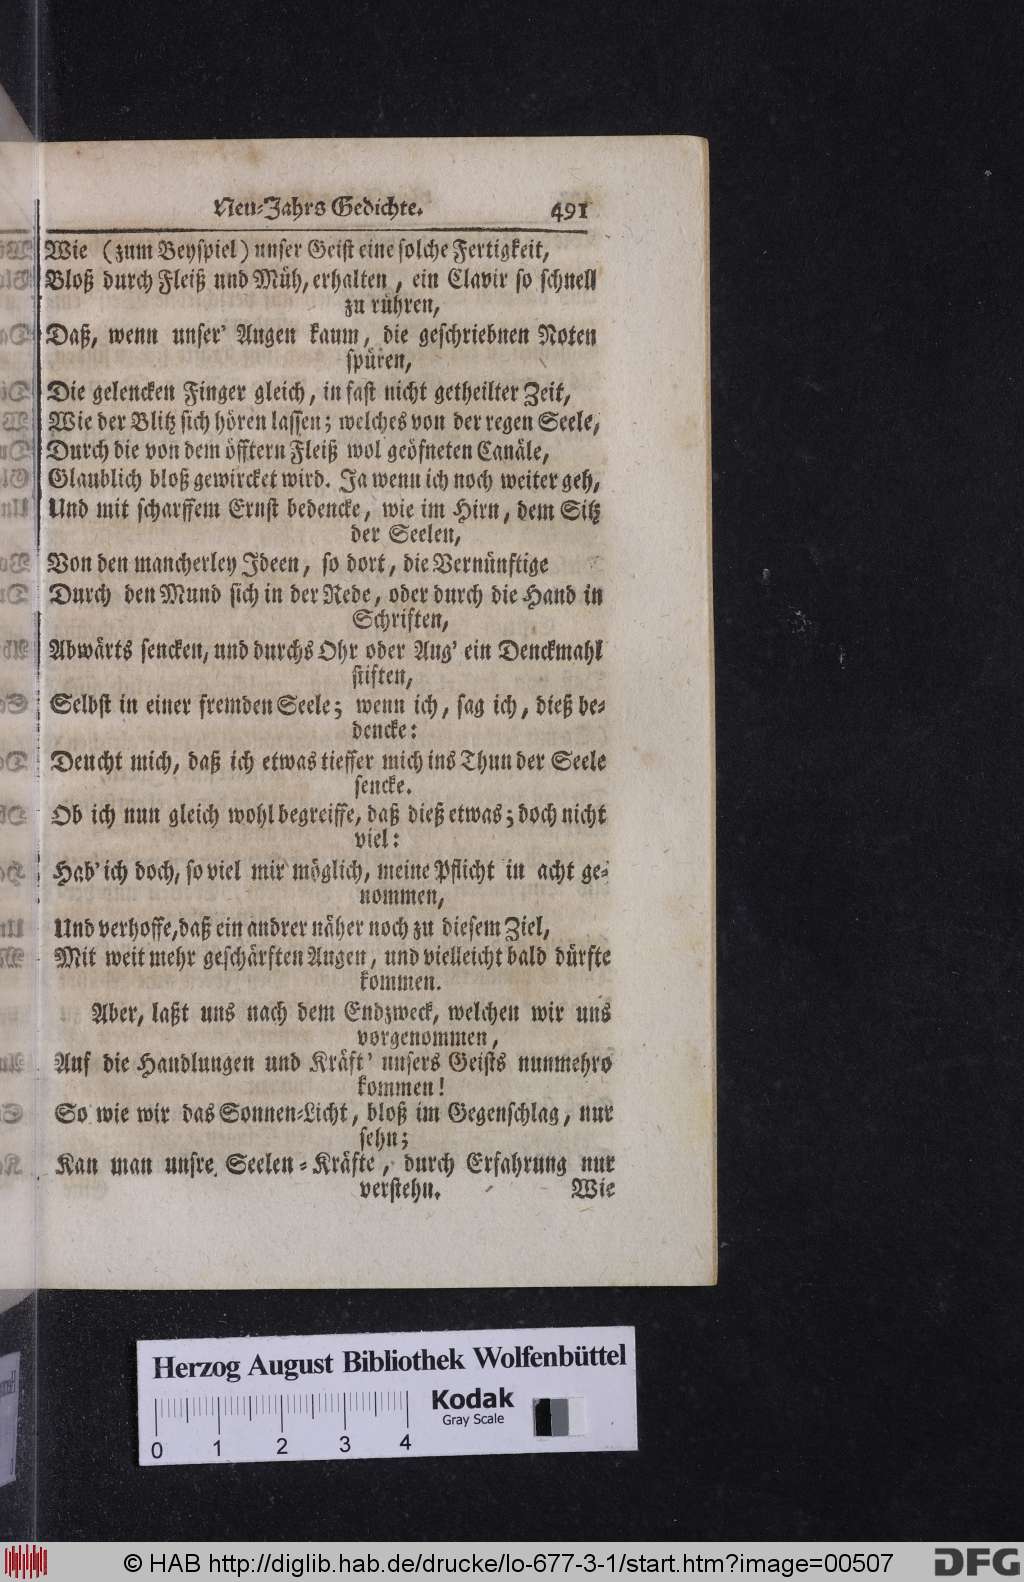 Neu-Jahrs Gedichte. 491
Wie (zum Beyspiel) unser Geist eine solche Fertigkeit,
Bloß durch Fleiß und Müh, erhalten, ein Clavir so schnell
zu rühren,
Daß, wenn unser' Augen kaum, die geschriebnen Noten
spüren,
Die gelencken Finger gleich, in fast nicht getheilter Zeit,
Wie der Blitz sich hören lassen; welches von der regen Seele,
Durch die von dem öfftern Fleiß wol geöfneten Canäle,
Glaublich bloß gewircket wird. Ja wenn ich noch weiter geh,
Und mit scharffem Ernst bedencke, wie im Hirn, dem Sitz
der Seelen,
Von den mancherley Ideen, so dort, die Vernünftige
Durch den Mund sich in der Rede, oder durch die Hand in
Schriften,
Abwärts sencken, und durchs Ohr oder Aug' ein Denckmahl
stiften,
Selbst in einer fremden Seele; wenn ich, sag ich, dieß be-
dencke:
Deucht mich, daß ich etwas tieffer mich ins Thun der Seele
sencke.
Ob ich nun gleich wohl begreiffe, daß dieß etwas; doch nicht
viel:
Hab' ich doch, so viel mir möglich, meine Pflicht in acht ge-
nommen,
Und verhoffe, daß ein andrer näher noch zu diesem Ziel,
Mit weit mehr geschärften Augen, und vielleicht bald dürfte
kommen.
Aber, laßt uns nach dem Endzweck, welchen wir uns
vorgenommen,
Auf die Handlungen und Kräft' unsers Geists nunmehro
kommen!
So wie wir das Sonnen-Licht, bloß im Gegenschlag, nur
sehn;
Kan man unsre Seelen-Kräfte, durch Erfahrung nur
verstehn. Wie
Herzog August Bibliothek Wolfenbüttel
Kodak
Gray Scale
0 1 2 3 4
© HAB http://diglib.hab.de/drucke/lo-677-3-1/start.htm?image=00507
DFG